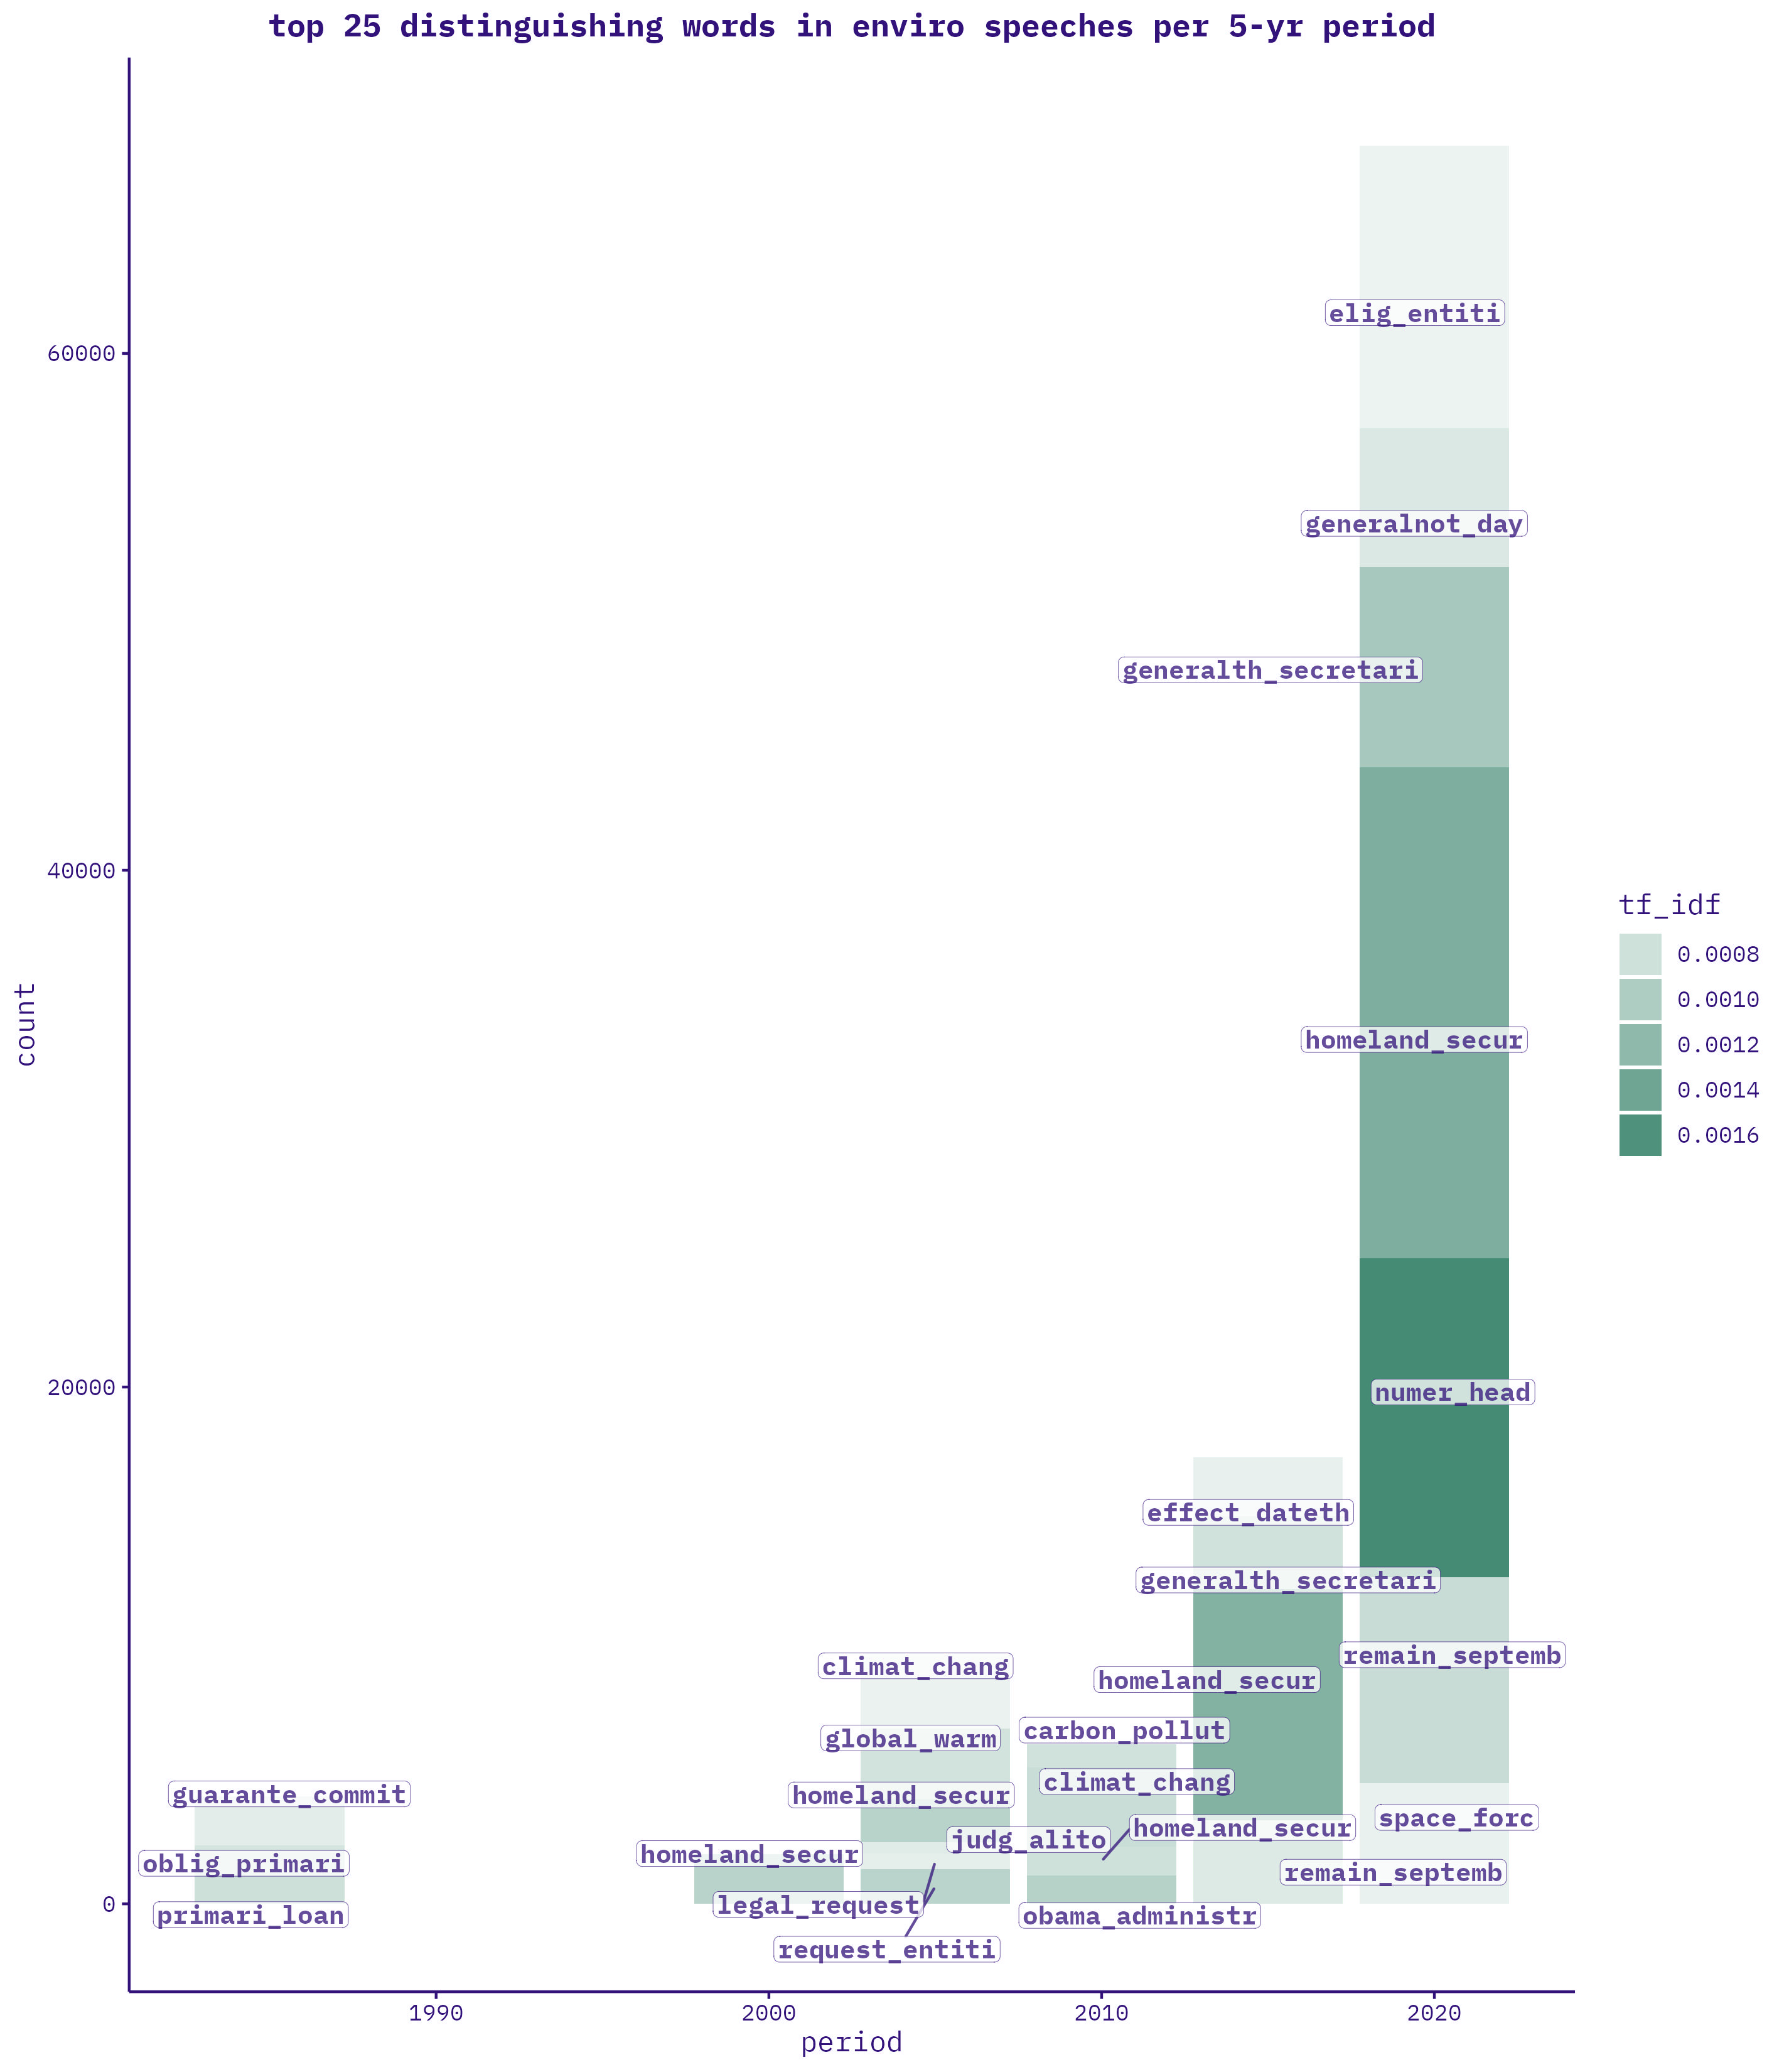 top 25 distinguishing words in enviro speeches per 5-yr period
elig_entiti
60000
generalnot_day
generalth_secretari
40000
tf_idf
0.0008
0.0010
0.0012
0.0014
0.0016
count
homeland_secur
20000
numer_head
effect_dateth
generalth_secretari
remain_septemb
climat_chang
homeland_secur
carbon_pollut
global_warm
climat_chang
guarante_commit
homeland_secur
space_forc
homeland_secur
judg_alito
homeland_secur
oblig_primari
remain_septemb
0
legal_request
primari_loan
obama_administr
request_entiti
1990
2000
2010
2020
period